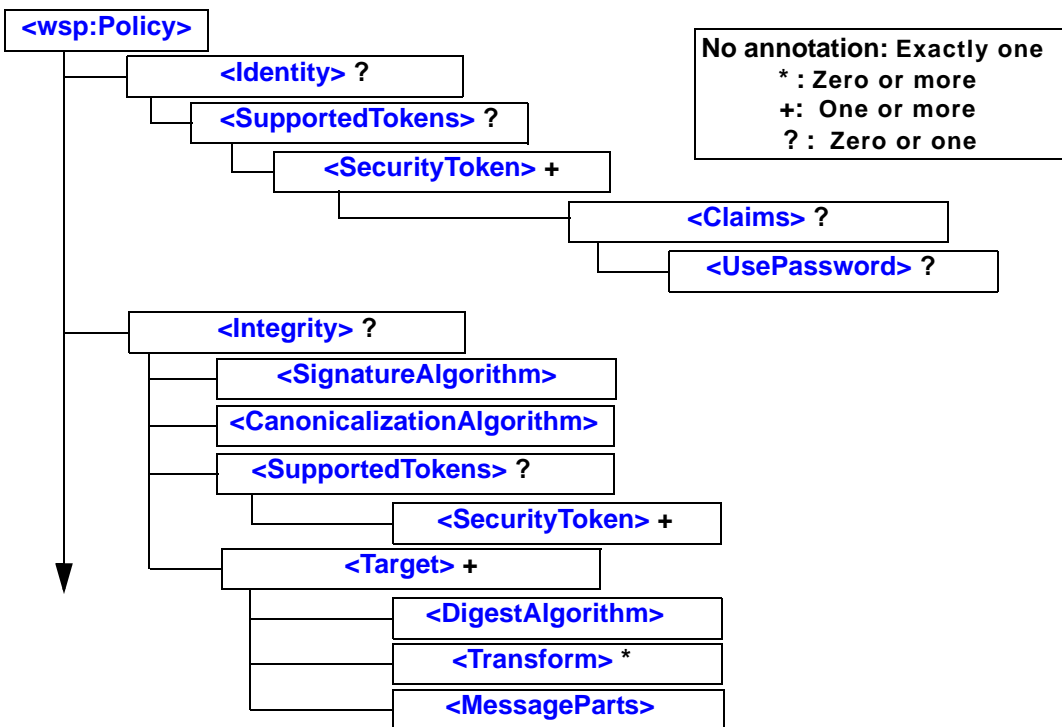 <wsp:Policy>
No annotation: Exactly one
* : Zero or more
+: One or more
? : Zero or one
<Identity> ?
<SupportedTokens> ?
<SecurityToken> +
<Claims> ?
<UsePassword> ?
<Integrity> ?
<SignatureAlgorithm>
<CanonicalizationAlgorithm>
<SupportedTokens> ?
<SecurityToken> +
<Target> +
<DigestAlgorithm>
<Transform> *
<MessageParts>